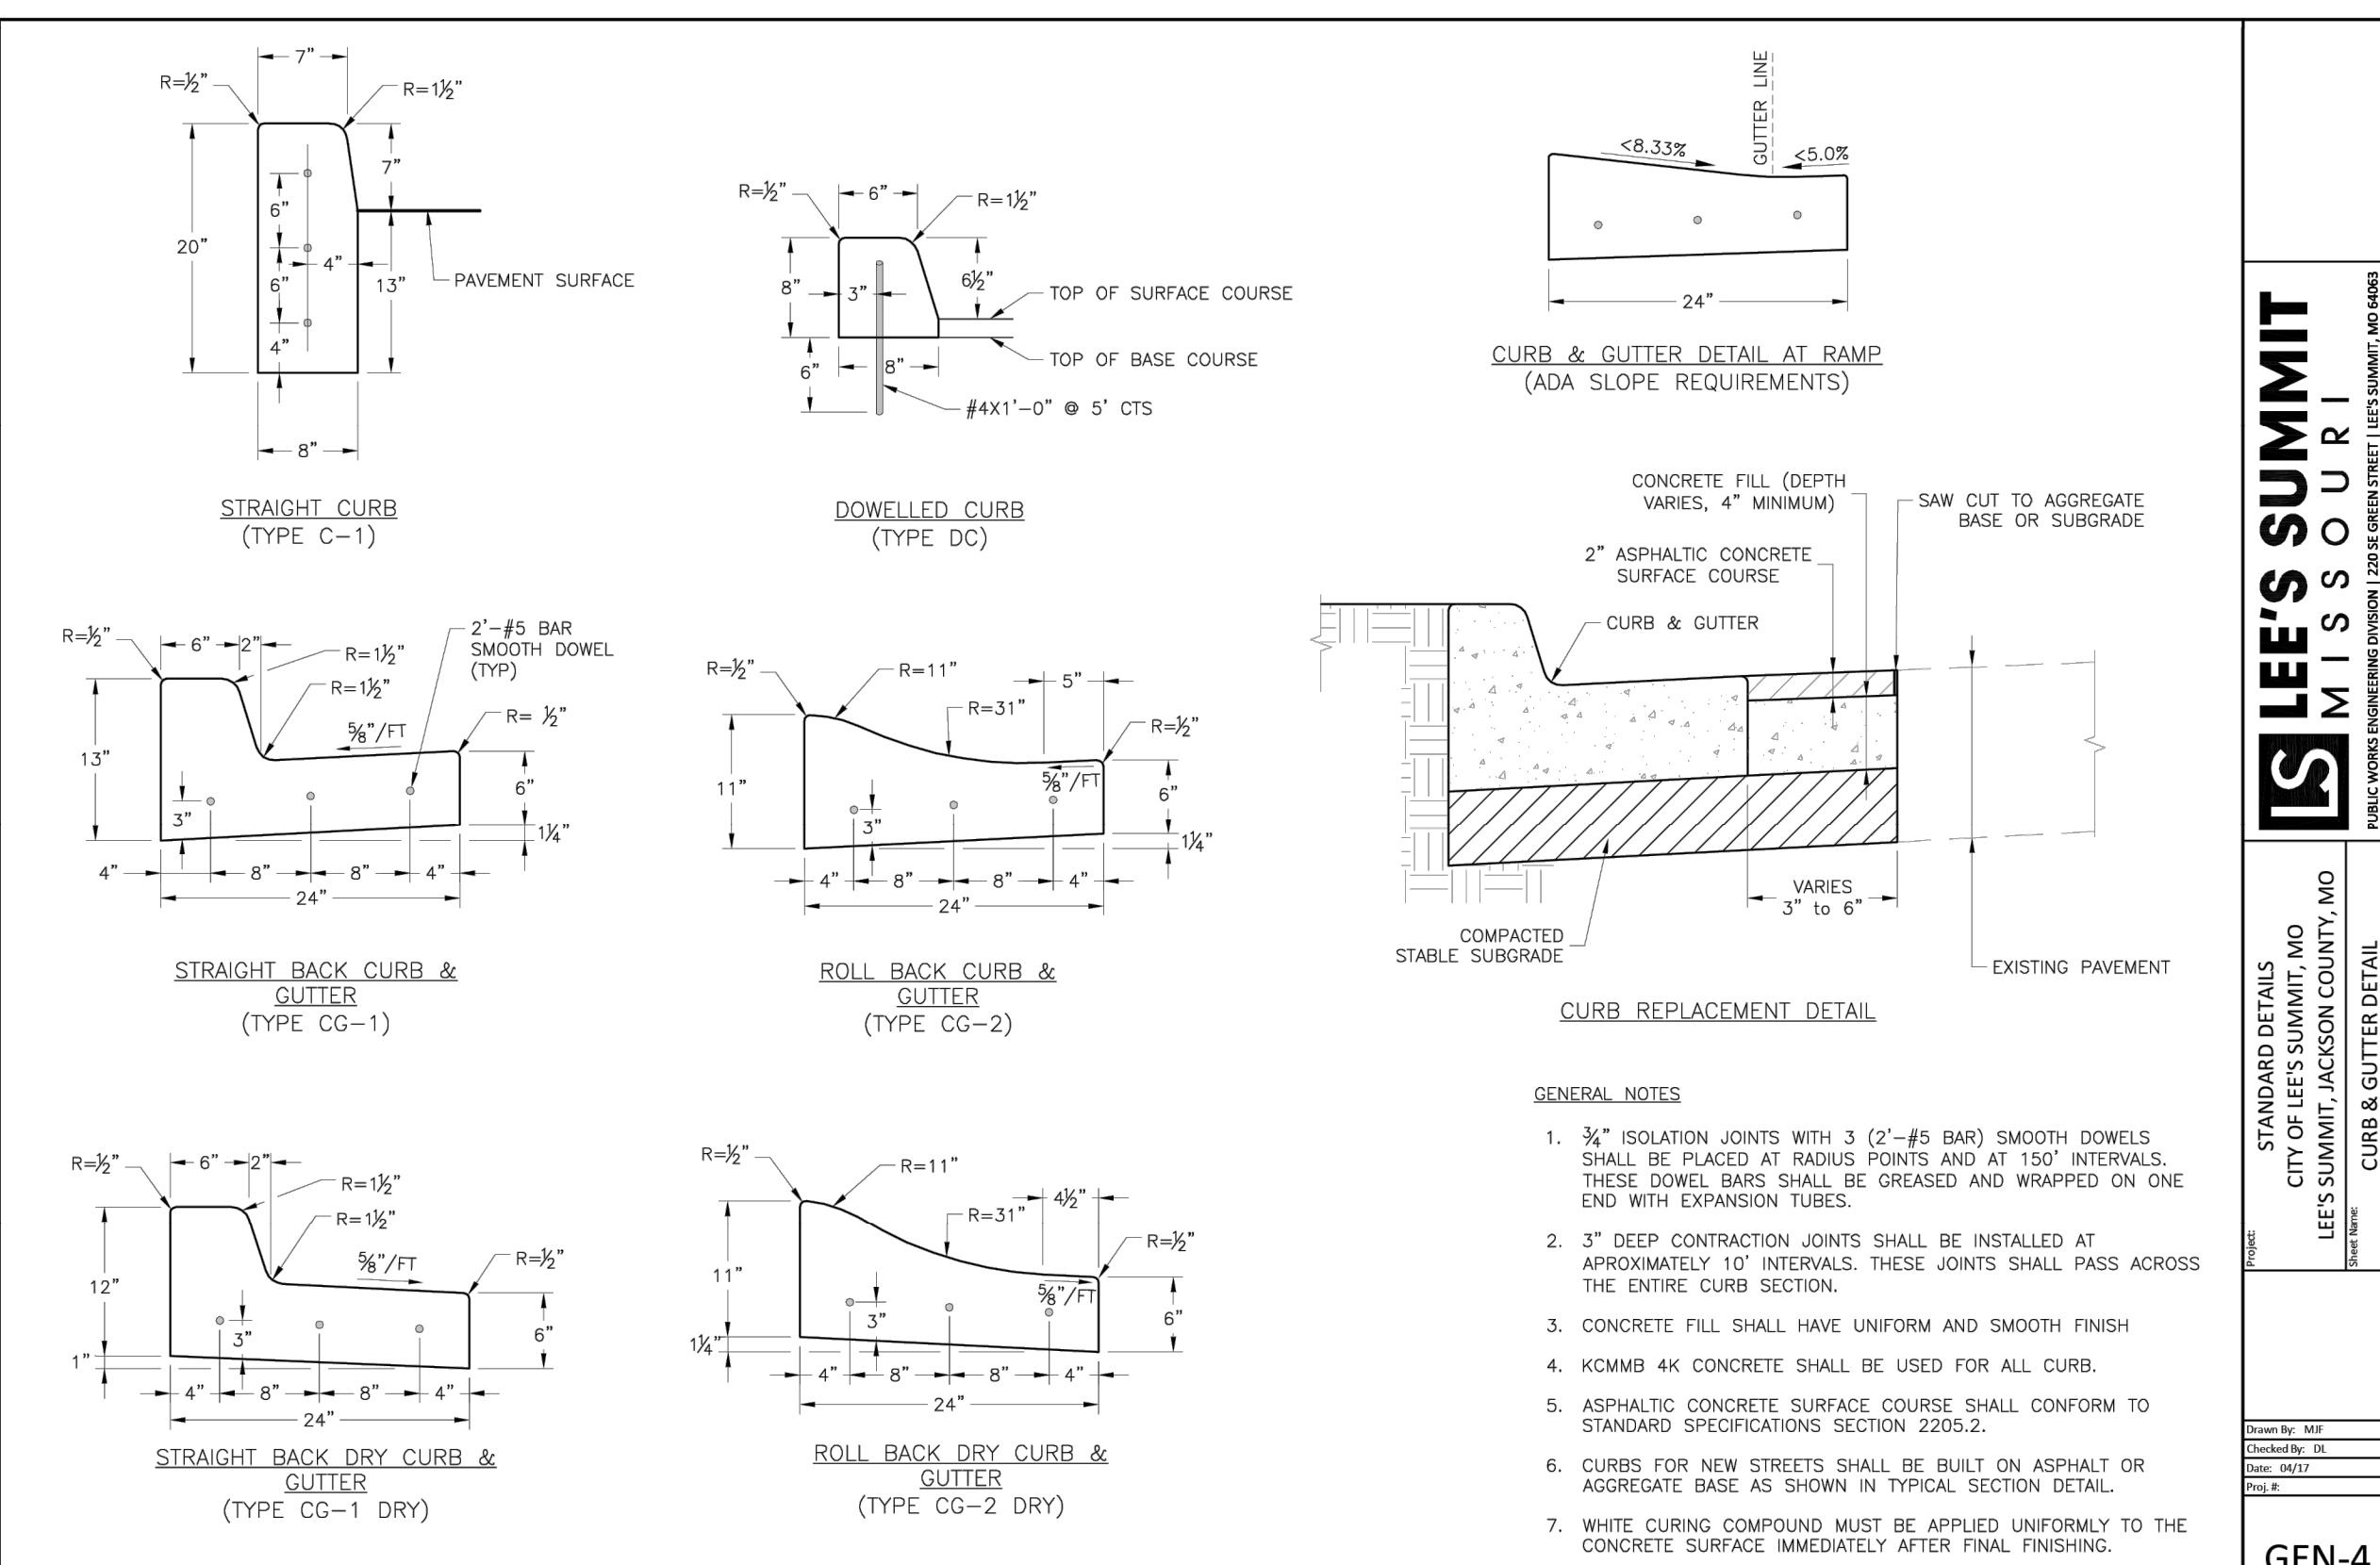 7"
R=½"
R=1½"
7"
6"
20"
4"
6"
13"
PAVEMENT SURFACE
4"
8"
STRAIGHT CURB
(TYPE C-1)
R=½"
6"
R=1½"
8"
3"
6½"
TOP OF SURFACE COURSE
TOP OF BASE COURSE
6"
8"
#4X1'-0" @ 5' CTS
DOWELLED CURB
(TYPE DC)
GUTTER LINE
<8.33%
<5.0%
24"
CURB & GUTTER DETAIL AT RAMP
(ADA SLOPE REQUIREMENTS)
R=½"
6"
2"
R=1½"
R=1½"
2'-#5 BAR
SMOOTH DOWEL
(TYP)
⅝"/FT
R= ½"
13"
6"
3"
1¼"
4"
8"
8"
4"
24"
STRAIGHT BACK CURB &
GUTTER
(TYPE CG-1)
R=½"
R=11"
5"
R=31"
R=½"
11"
⅝"/FT
6"
3"
1¼"
4"
8"
8"
4"
24"
ROLL BACK CURB &
GUTTER
(TYPE CG-2)
CONCRETE FILL (DEPTH
VARIES, 4" MINIMUM)
SAW CUT TO AGGREGATE
BASE OR SUBGRADE
2" ASPHALTIC CONCRETE
SURFACE COURSE
CURB & GUTTER
VARIES
3" to 6"
COMPACTED
STABLE SUBGRADE
EXISTING PAVEMENT
CURB REPLACEMENT DETAIL
R=½"
6"
2"
R=1½"
R=1½"
⅝"/FT
R=½"
12"
3"
6"
1"
4"
8"
8"
4"
24"
STRAIGHT BACK DRY CURB &
GUTTER
(TYPE CG-1 DRY)
R=½"
R=11"
4½"
R=31"
R=½"
11"
⅝"/FT
3"
6"
1¼"
4"
8"
8"
4"
24"
ROLL BACK DRY CURB &
GUTTER
(TYPE CG-2 DRY)
GENERAL NOTES
1. ¾" ISOLATION JOINTS WITH 3 (2'-#5 BAR) SMOOTH DOWELS
SHALL BE PLACED AT RADIUS POINTS AND AT 150' INTERVALS.
THESE DOWEL BARS SHALL BE GREASED AND WRAPPED ON ONE
END WITH EXPANSION TUBES.
2. 3" DEEP CONTRACTION JOINTS SHALL BE INSTALLED AT
APROXIMATELY 10' INTERVALS. THESE JOINTS SHALL PASS ACROSS
THE ENTIRE CURB SECTION.
3. CONCRETE FILL SHALL HAVE UNIFORM AND SMOOTH FINISH
4. KCMMB 4K CONCRETE SHALL BE USED FOR ALL CURB.
5. ASPHALTIC CONCRETE SURFACE COURSE SHALL CONFORM TO
STANDARD SPECIFICATIONS SECTION 2205.2.
6. CURBS FOR NEW STREETS SHALL BE BUILT ON ASPHALT OR
AGGREGATE BASE AS SHOWN IN TYPICAL SECTION DETAIL.
7. WHITE CURING COMPOUND MUST BE APPLIED UNIFORMLY TO THE
CONCRETE SURFACE IMMEDIATELY AFTER FINAL FINISHING.
LS LEE'S SUMMIT
MISSOURI
PUBLIC WORKS ENGINEERING DIVISION | 220 SE GREEN STREET | LEE'S SUMMIT, MO 64063
Project:
STANDARD DETAILS
CITY OF LEE'S SUMMIT, MO
LEE'S SUMMIT, JACKSON COUNTY, MO
Sheet Name:
CURB & GUTTER DETAIL
Drawn By: MJF
Checked By: DL
Date: 04/17
Proj. #:
GEN-4